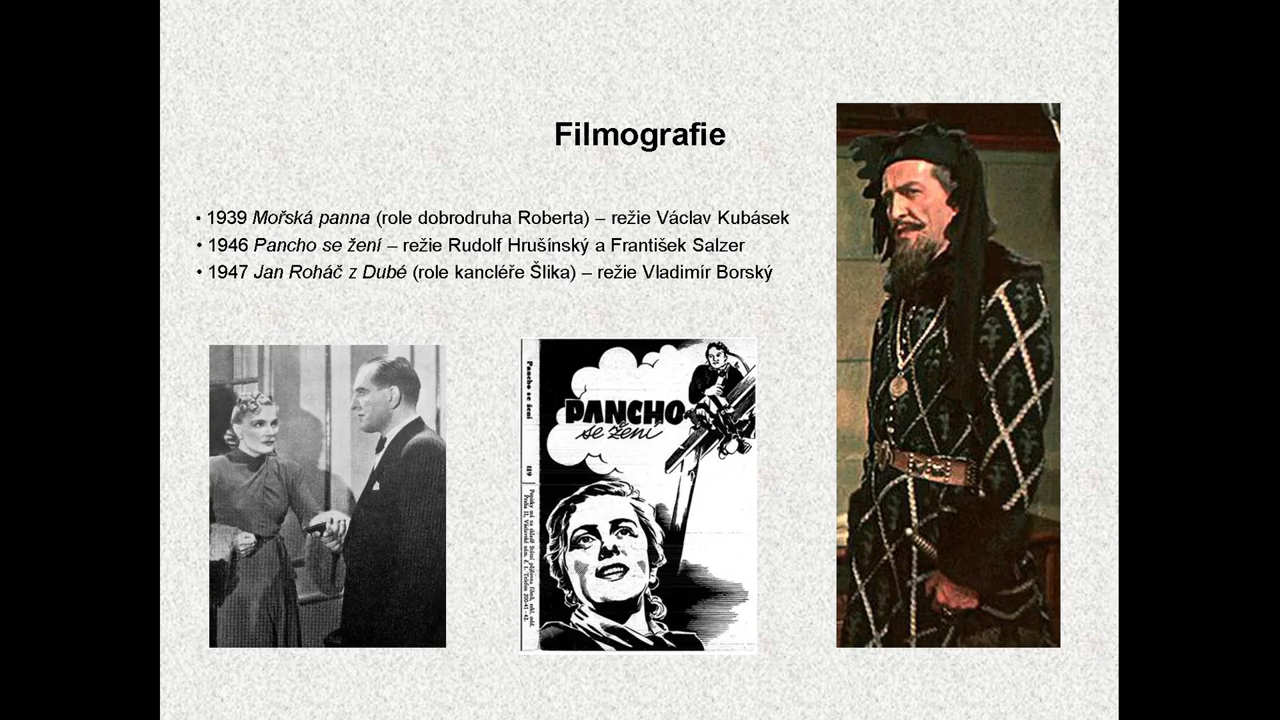 Filmografie
• 1939 Mořská panna (role dobrodruha Roberta) – režie Václav Kubásek
• 1946 Pancho se žení – režie Rudolf Hrušínský a František Salzer
• 1947 Jan Roháč z Dubé (role kancléře Šlika) – režie Vladimír Borský
Pancho se žení
PANCHO
se žení